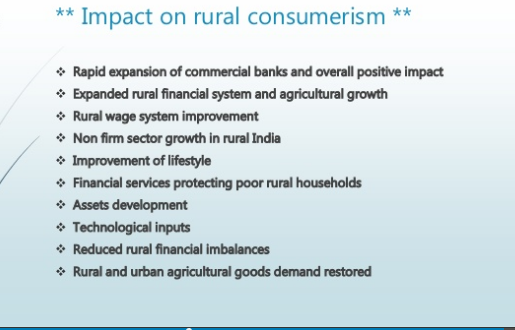 ** Impact on rural consumerism **
❖ Rapid expansion of commercial banks and overall positive impact
❖ Expanded rural financial system and agricultural growth
❖ Rural wage system improvement
❖ Non firm sector growth in rural India
❖ Improvement of lifestyle
❖ Financial services protecting poor rural households
❖ Assets development
❖ Technological inputs
❖ Reduced rural financial imbalances
❖ Rural and urban agricultural goods demand restored